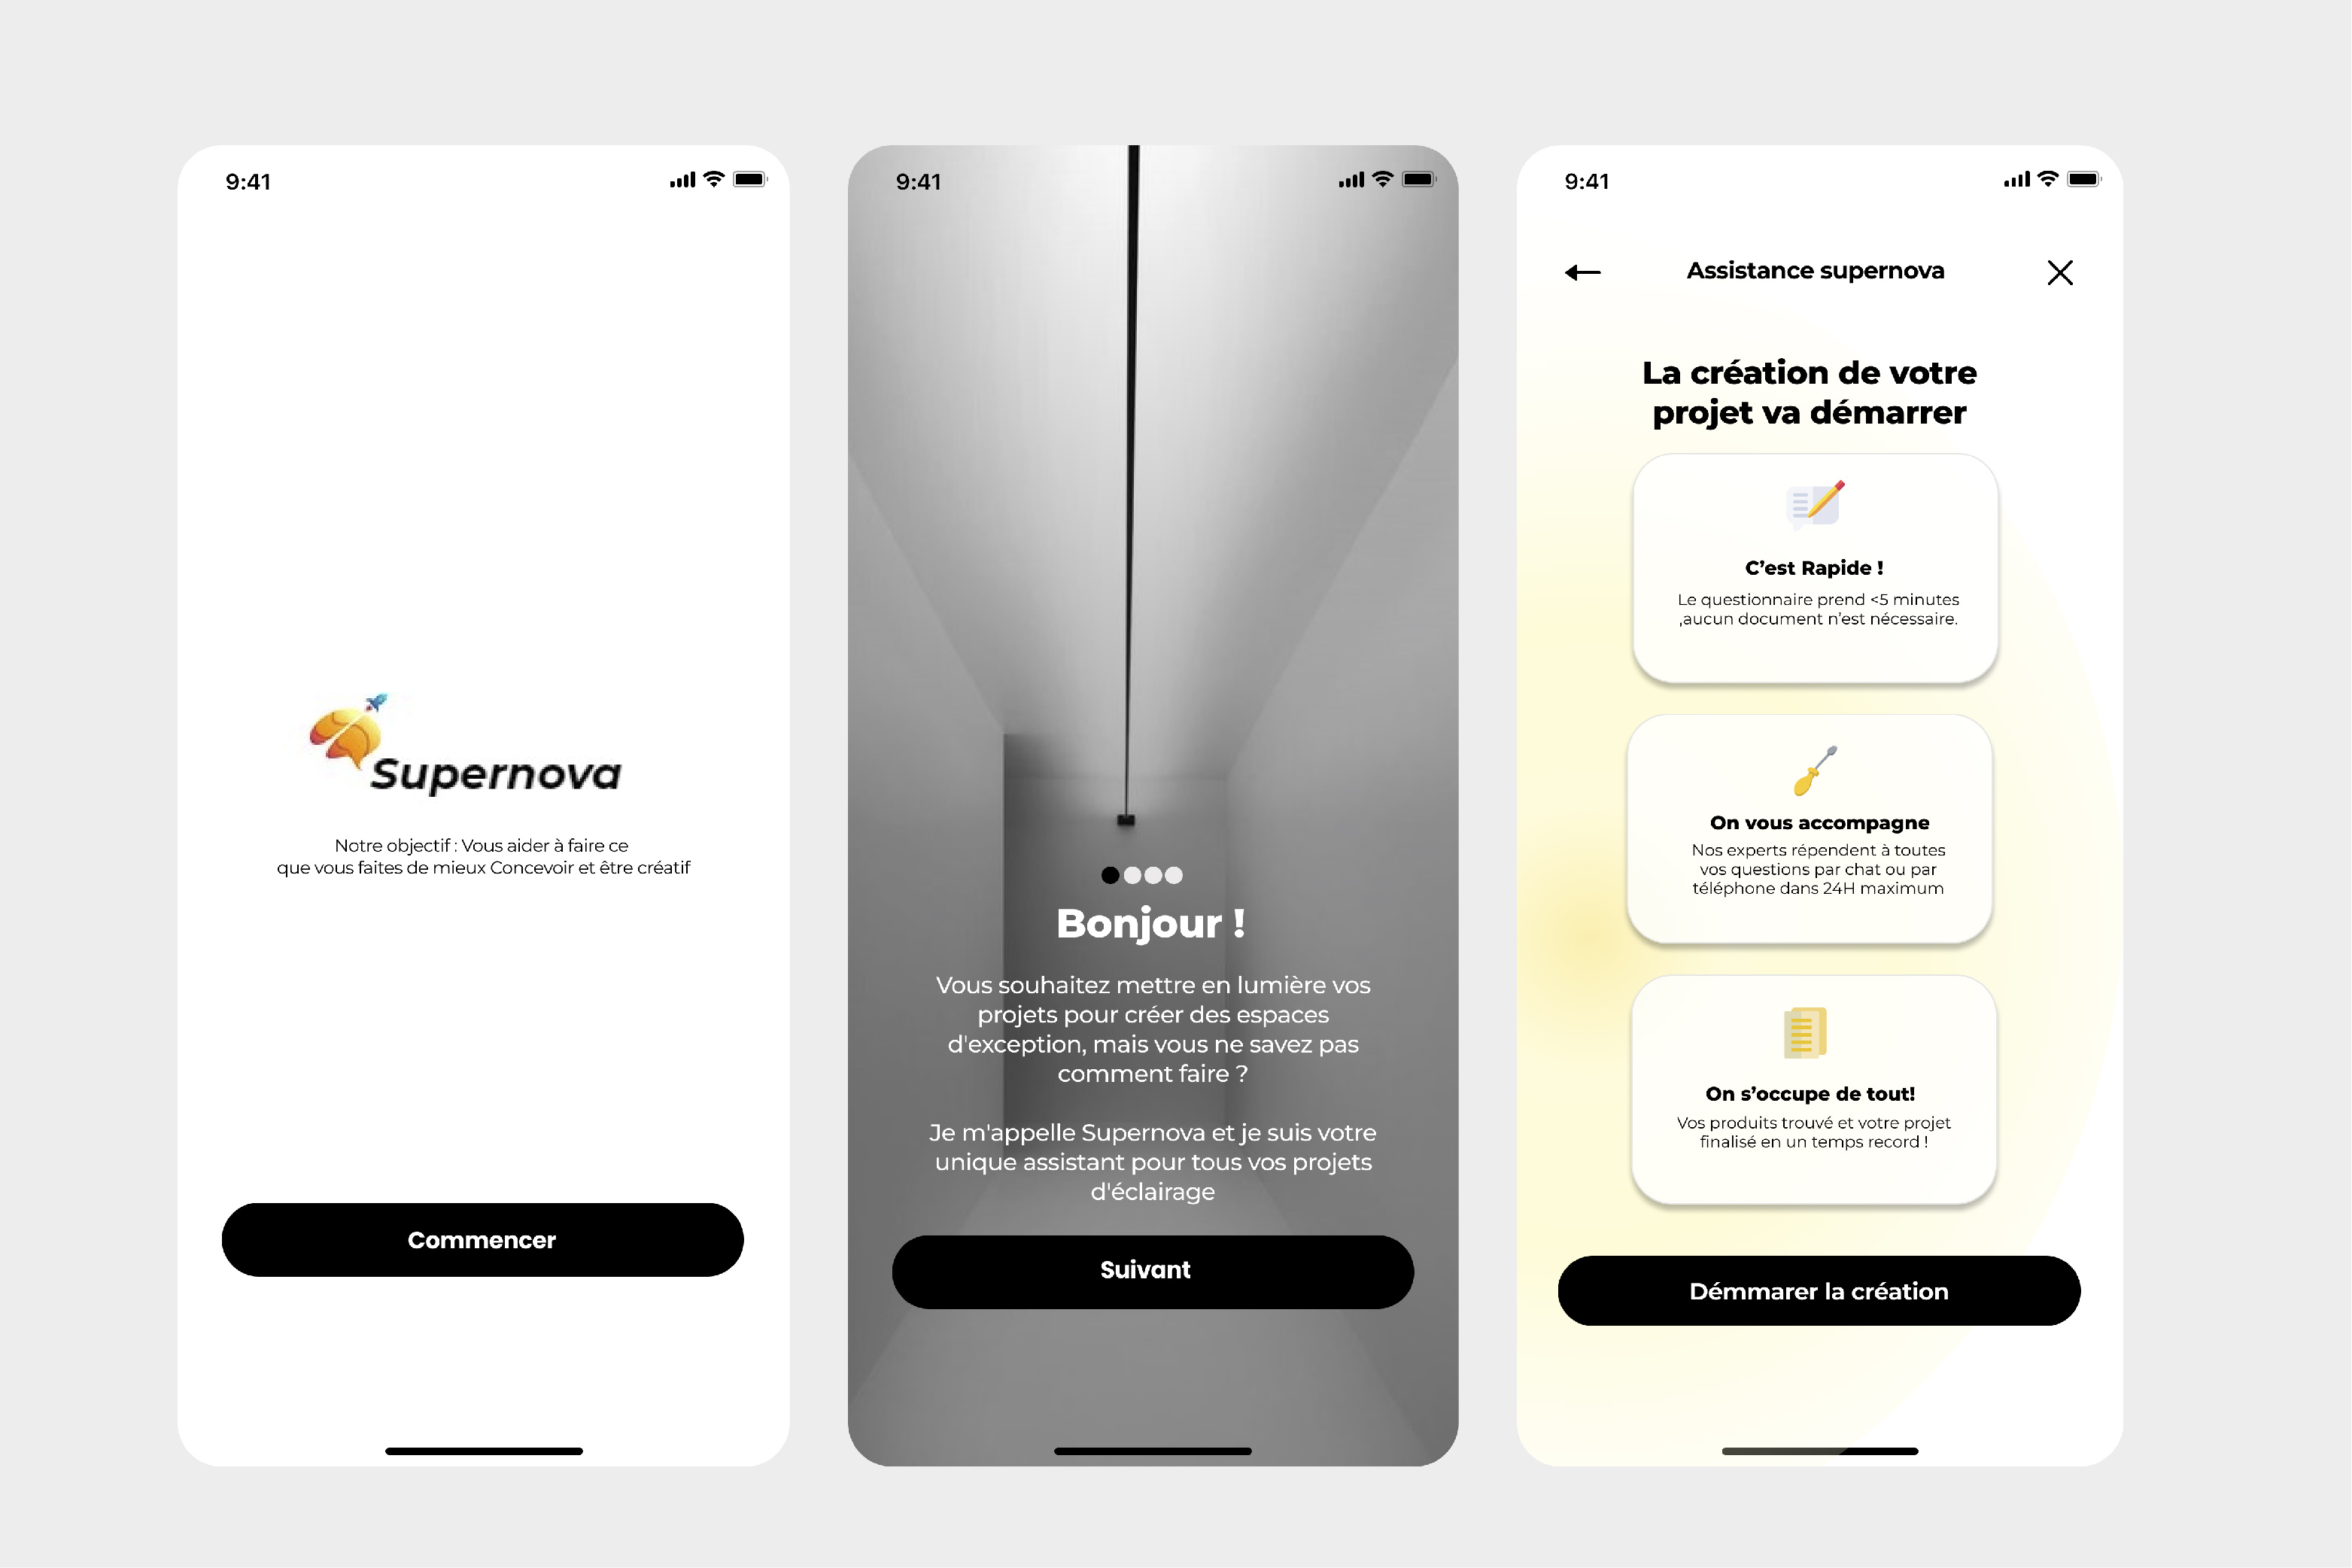 9:41
Supernova
Notre objectif : Vous aider à faire ce
que vous faites de mieux Concevoir et être créatif
Commencer
9:41
Bonjour !
Vous souhaitez mettre en lumière vos
projets pour créer des espaces
d'exception, mais vous ne savez pas
comment faire ?
Je m'appelle Supernova et je suis votre
unique assistant pour tous vos projets
d'éclairage
Suivant
9:41
Assistance supernova
La création de votre
projet va démarrer
C’est Rapide !
Le questionnaire prend <5 minutes
,aucun document n’est nécessaire.
On vous accompagne
Nos experts répendent à toutes
vos questions par chat ou par
téléphone dans 24H maximum
On s’occupe de tout!
Vos produits trouvé et votre projet
finalisé en un temps record !
Démmarer la création